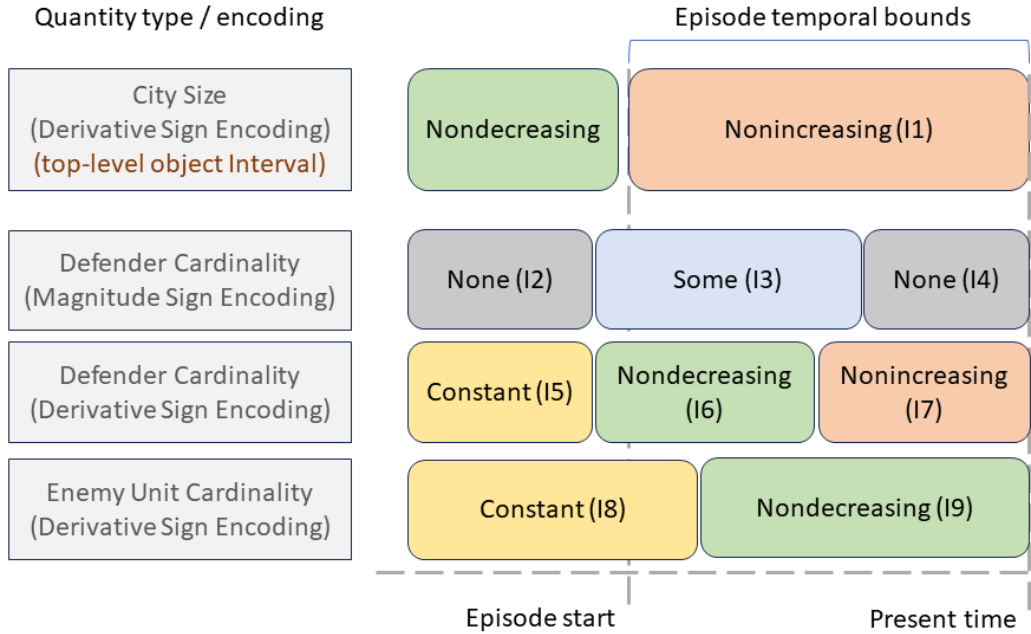 Quantity type / encoding
Episode temporal bounds
City Size
(Derivative Sign Encoding)
(top-level object Interval)
Nondecreasing
Nonincreasing (I1)
Defender Cardinality
(Magnitude Sign Encoding)
None (I2)
Some (I3)
None (I4)
Defender Cardinality
(Derivative Sign Encoding)
Constant (I5)
Nondecreasing
(I6)
Nonincreasing
(I7)
Enemy Unit Cardinality
(Derivative Sign Encoding)
Constant (I8)
Nondecreasing (I9)
Episode start
Present time